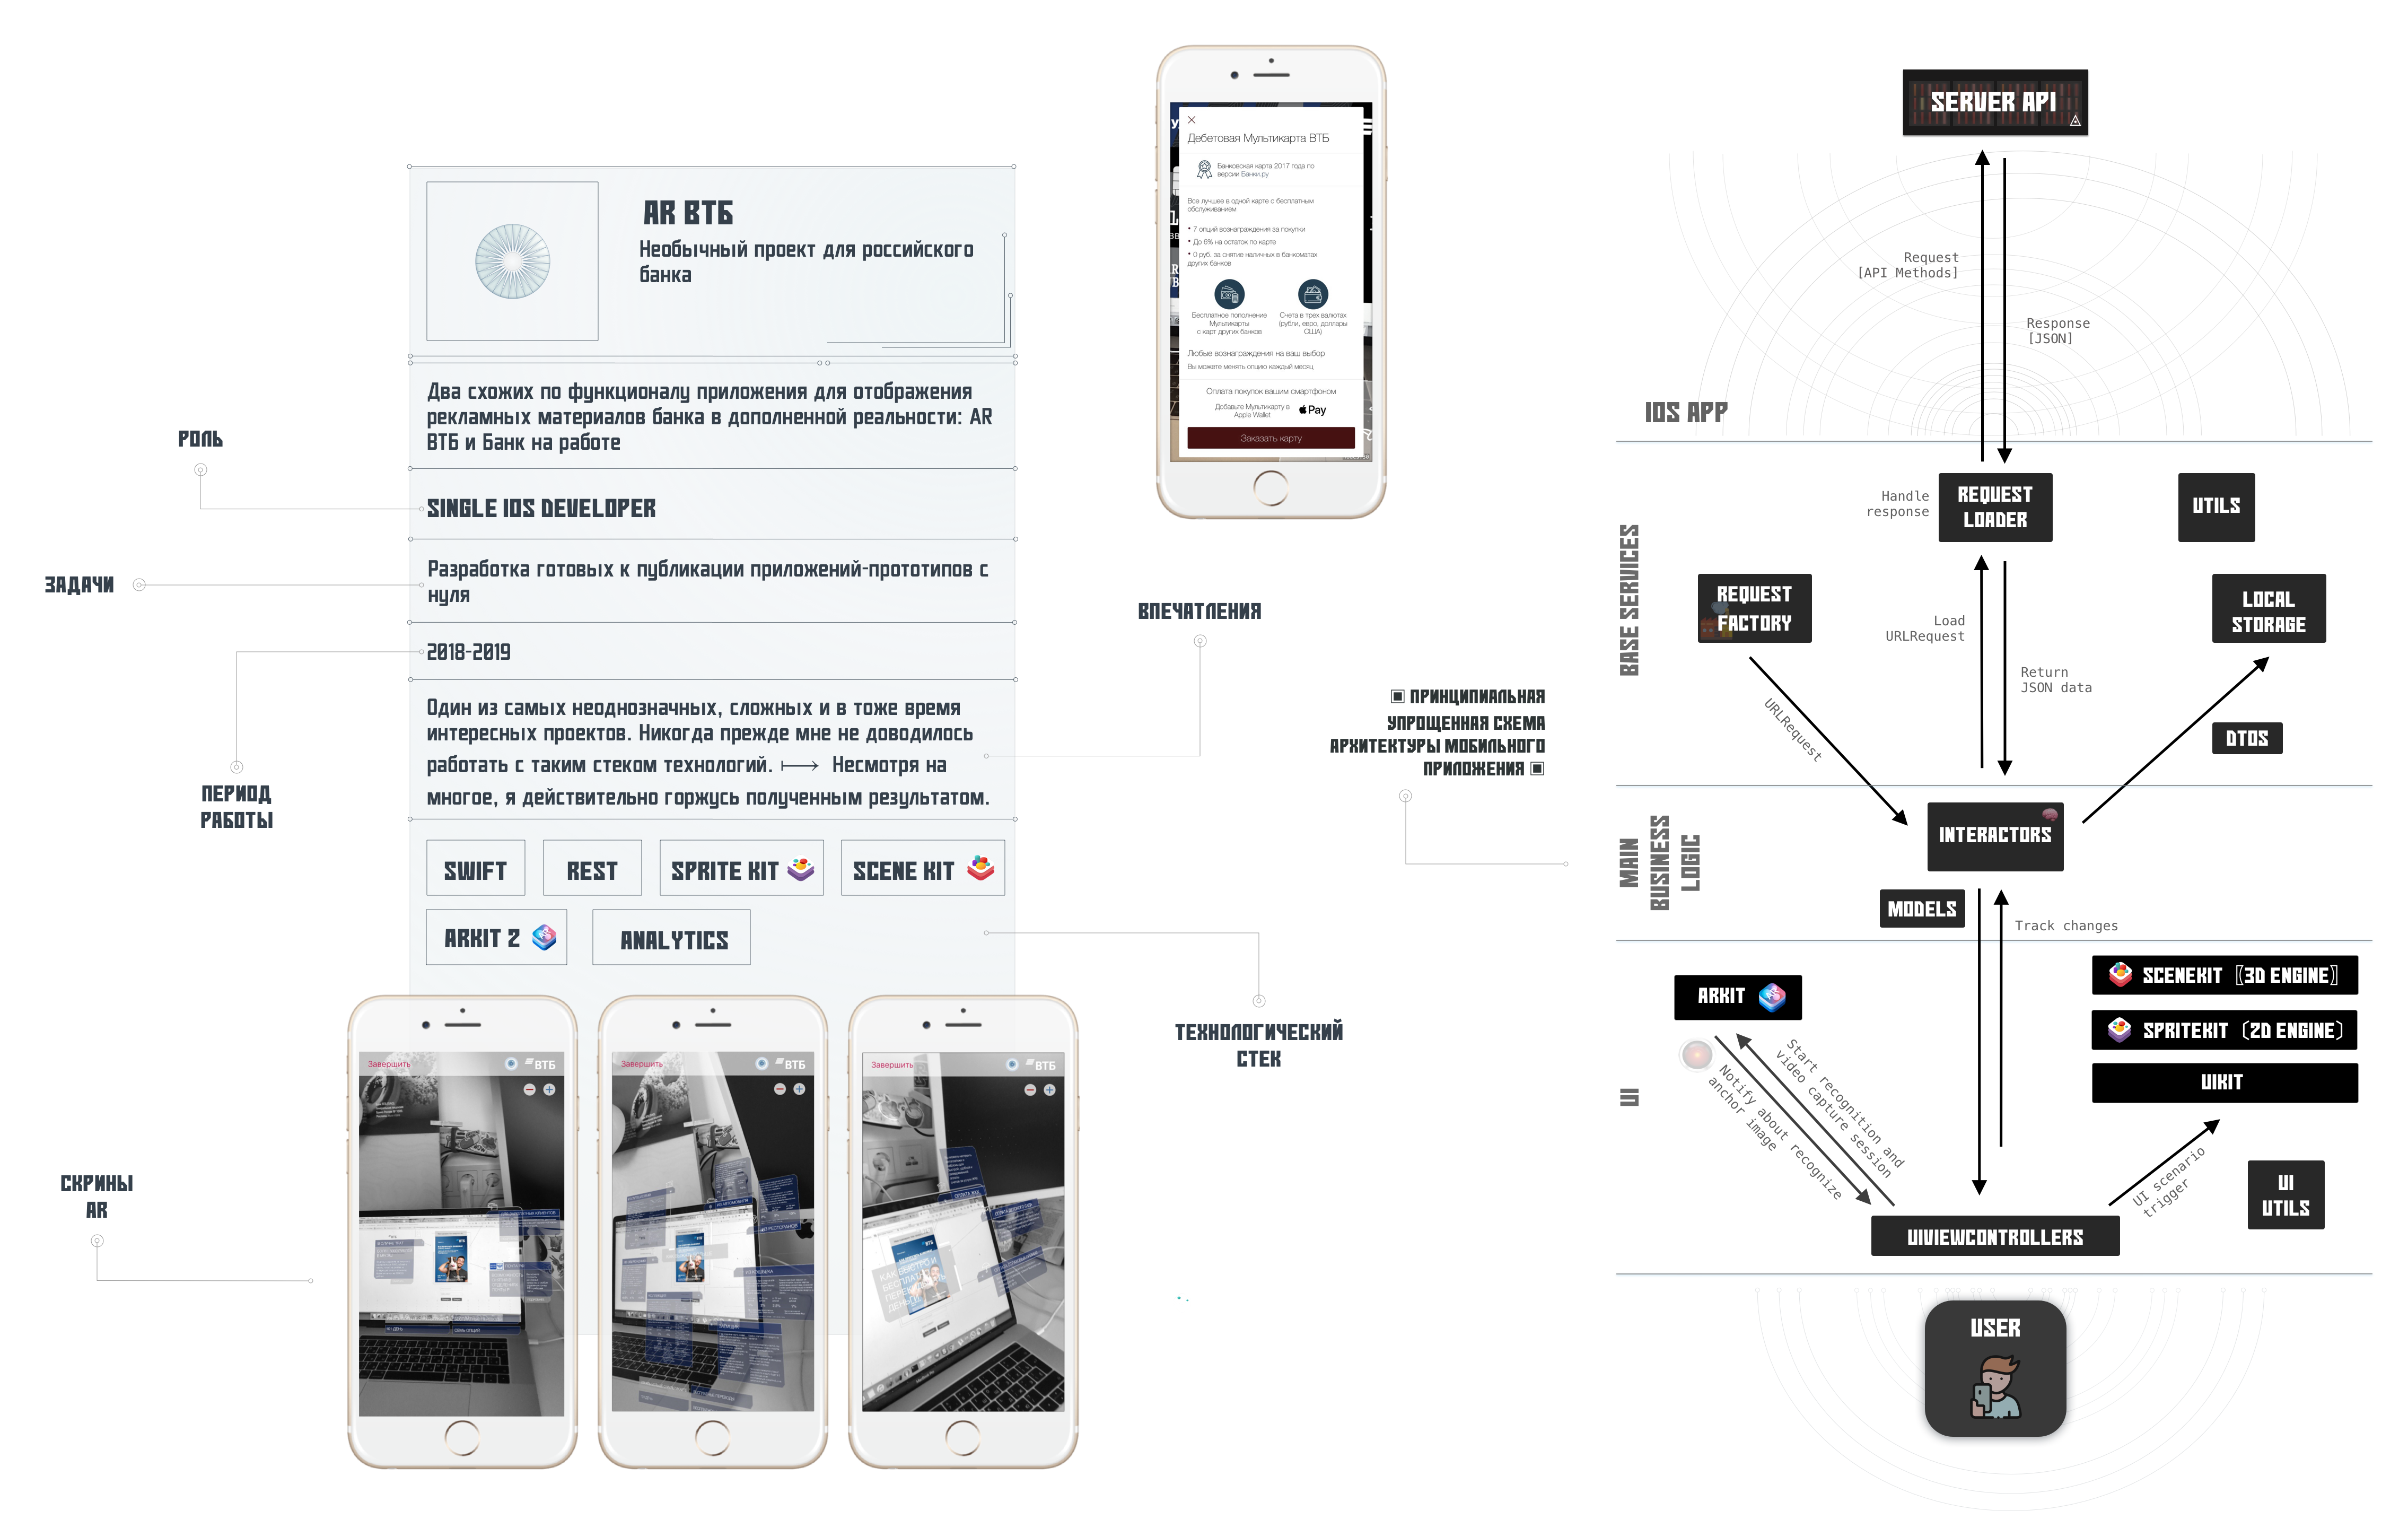 AR ВТБ
Необычный проект для российского
банка
Два схожих по функционалу приложения для отображения
рекламных материалов банка в дополненной реальности: AR
ВТБ и Банк на работе
РОЛЬ
SINGLE IOS DEVELOPER
ЗАДАЧИ
Разработка готовых к публикации приложений-прототипов с
нуля
2018-2019
ПЕРИОД
РАБОТЫ
Один из самых неоднозначных, сложных и в тоже время
интересных проектов. Никогда прежде мне не доводилось
работать с таким стеком технологий. ⟼ Несмотря на
многое, я действительно горжусь полученным результатом.
ВПЕЧАТЛЕНИЯ
SWIFT
REST
SPRITE KIT
SCENE KIT
ARKIT 2
ANALYTICS
ТЕХНОЛОГИЧЕСКИЙ
СТЕК
СКРИНЫ
AR
Завершить
ВТБ
Завершить
ВТБ
Завершить
ВТБ
Дебетовая Мультикарта ВТБ
Банковская карта 2017 года по
версии Банки.ру
Все лучшее в одной карте с бесплатным
обслуживанием
• 7 опций вознаграждения за покупки
• До 6% на остаток по карте
• 0 руб. за снятие наличных в банкоматах
других банков
Бесплатное пополнение
Мультикарты
с карт других банков
Счета в трех валютах
(рубли, евро, доллары
США)
Любые вознаграждения на ваш выбор
Вы можете менять опцию каждый месяц
Оплата покупок вашим смартфоном
Добавьте Мультикарту в
Apple Wallet
Pay
Заказать карту
ПРИНЦИПИАЛЬНАЯ
УПРОЩЕННАЯ СХЕМА
АРХИТЕКТУРЫ МОБИЛЬНОГО
ПРИЛОЖЕНИЯ
SERVER API
Request
[API Methods]
Response
[JSON]
IOS APP
BASE SERVICES
Handle
response
REQUEST
LOADER
UTILS
REQUEST
FACTORY
LOCAL
STORAGE
Load
URLRequest
Return
JSON data
URLRequest
DTOS
MAIN
BUSINESS
LOGIC
INTERACTORS
MODELS
Track changes
UI
ARKIT
SCENEKIT [3D ENGINE]
SPRITEKIT (2D ENGINE)
UIKIT
Start recognition and
video capture session
Notify about recognize
anchor image
UI scenario
trigger
UI
UTILS
UIVIEWCONTROLLERS
USER